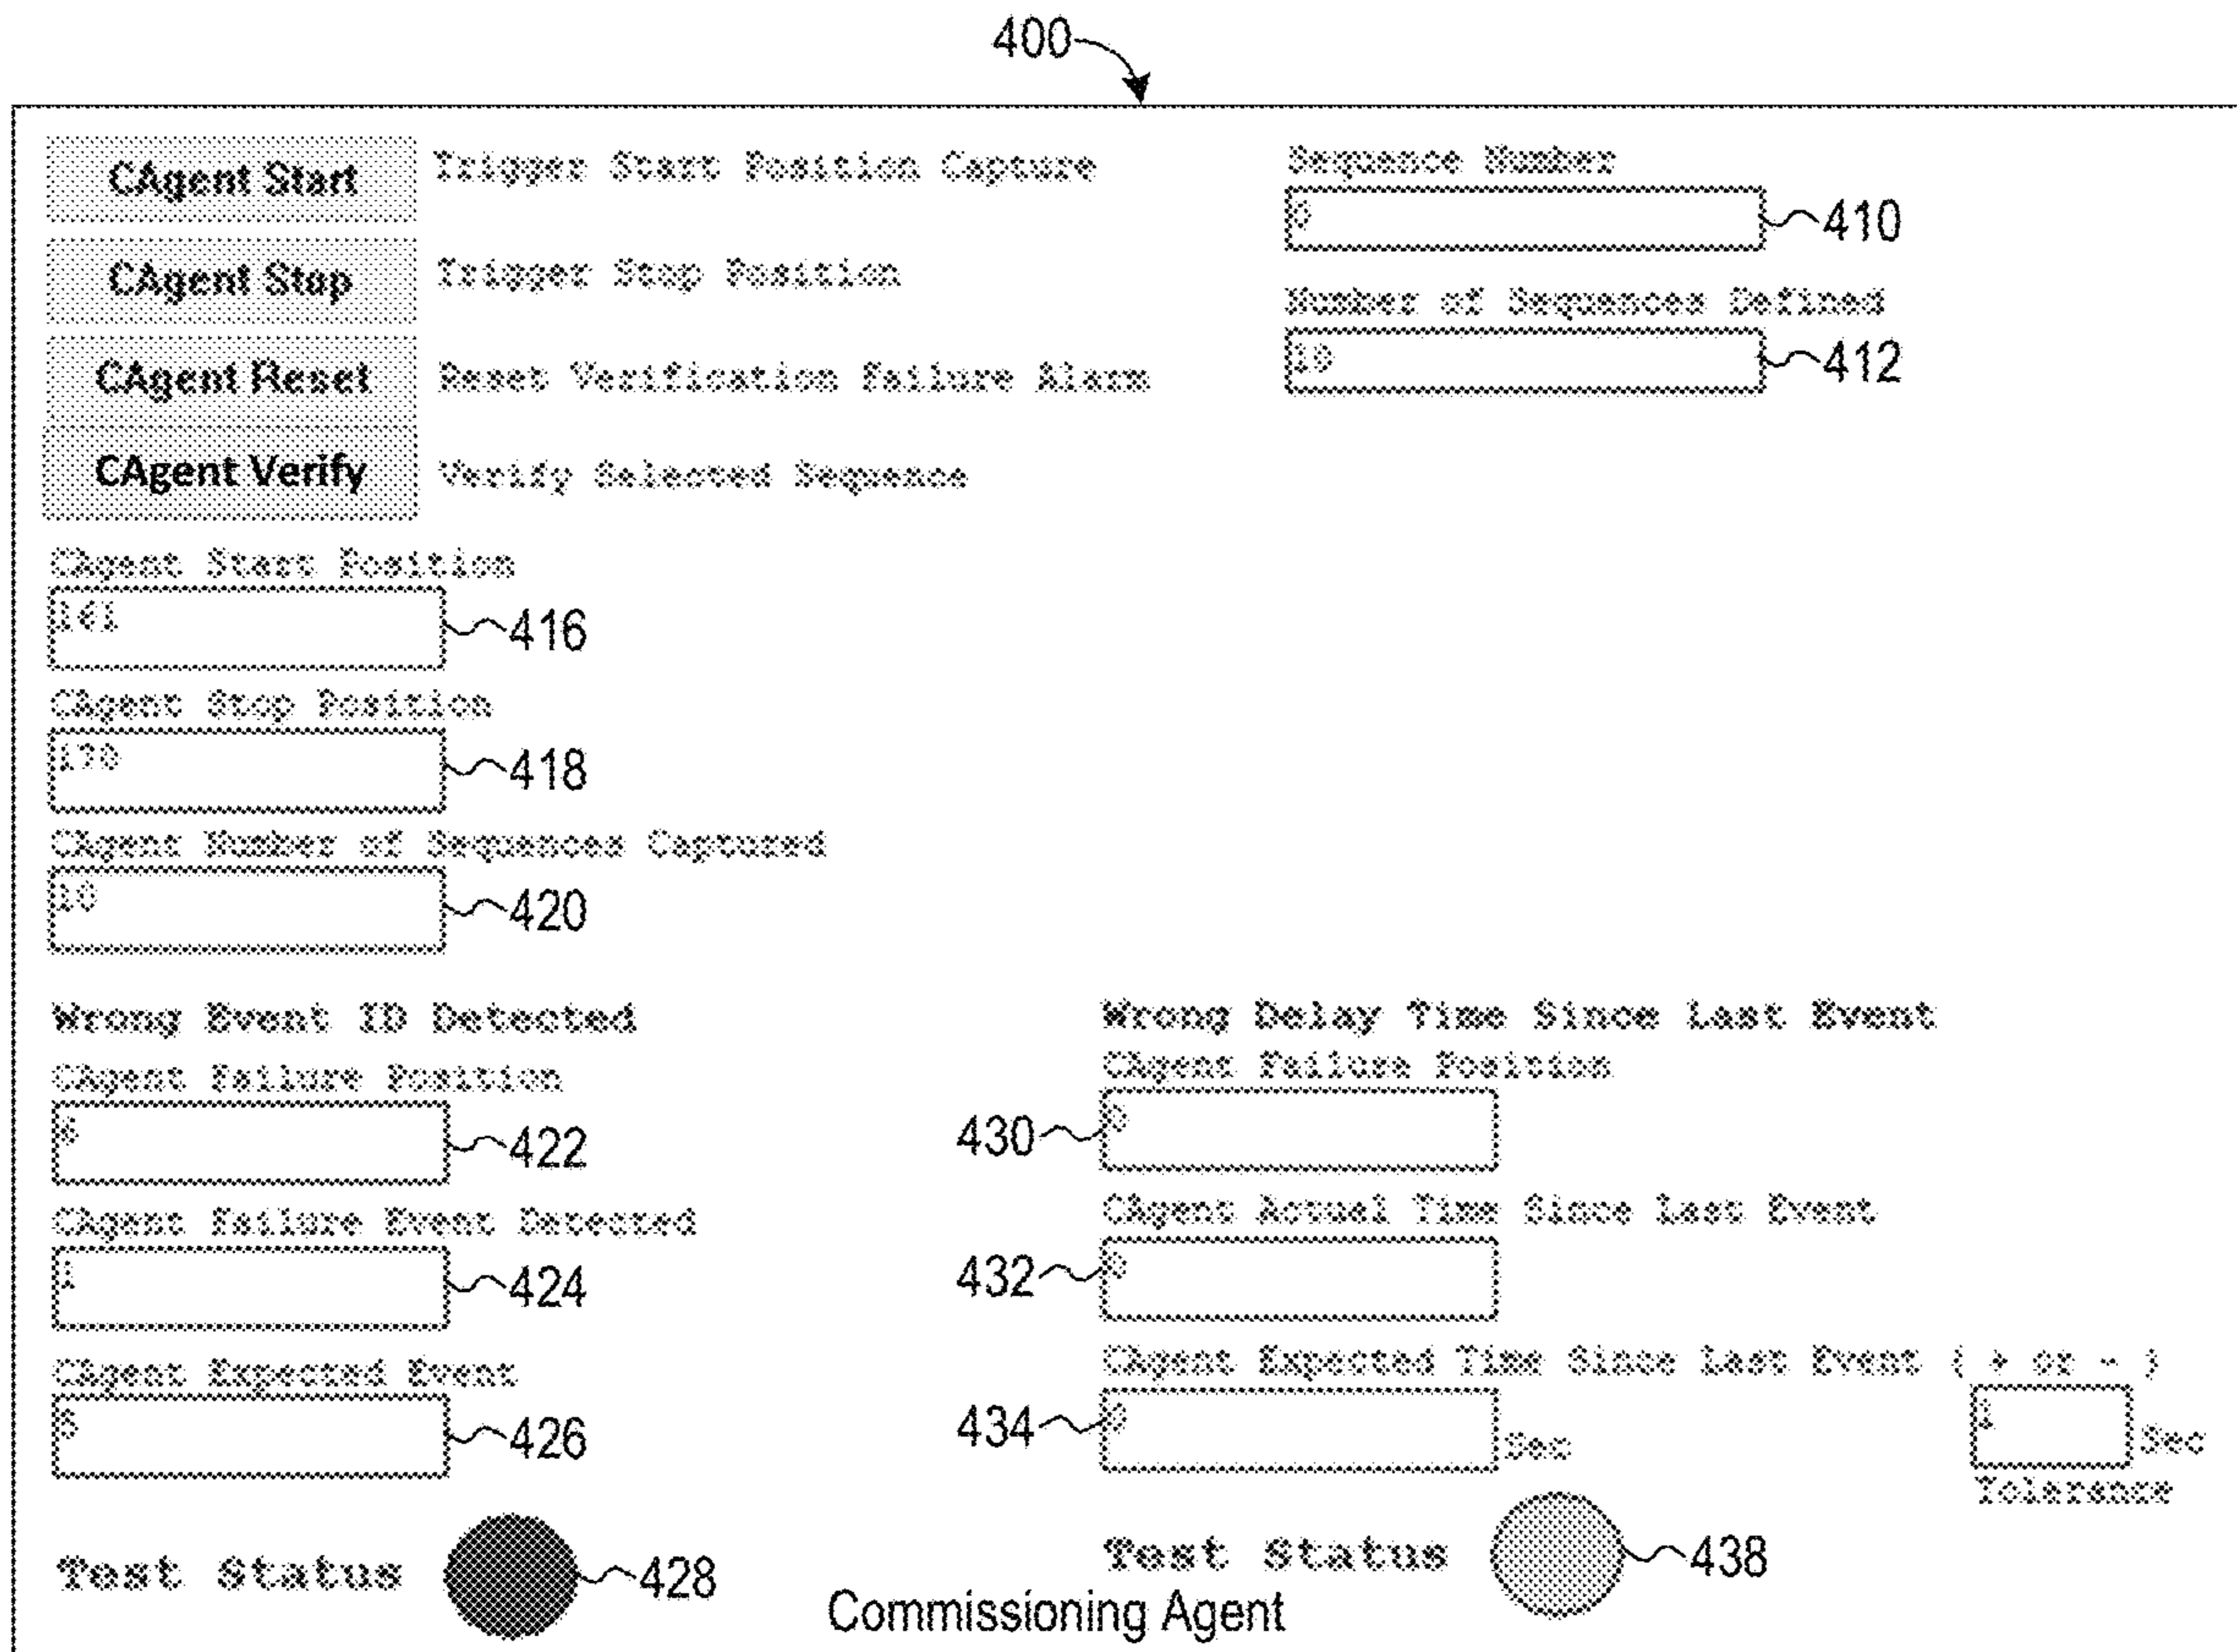 400
CAgent Start Trigger Start Position Capture
Sequence Number
0
410
CAgent Stop Trigger Stop Position
Number of Sequences Defined
10
412
CAgent Reset Reset Verification Failure Alarm
CAgent Verify Verify Selected Sequence
CAgent Start Position
161
416
CAgent Stop Position
170
418
CAgent Number of Sequences Captured
10
420
Wrong Event ID Detected
CAgent Failure Position
6
422
CAgent Failure Event Detected
1
424
CAgent Expected Event
426
Test Status
428
Wrong Delay Time Since Last Event
CAgent Failure Position
430
0
CAgent Actual Time Since Last Event
432
0
CAgent Expected Time Since Last Event ( + or - )
434
0
Sec
1
Sec
Tolerance
Test Status
438
Commissioning Agent